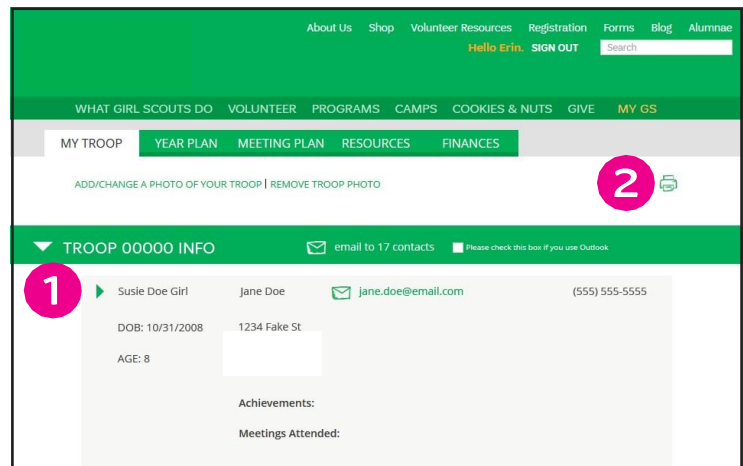 About Us Shop Volunteer Resources Registration Forms Blog Alumnae
Hello Erin. SIGN OUT Search
WHAT GIRL SCOUTS DO VOLUNTEER PROGRAMS CAMPS COOKIES & NUTS GIVE MY GS
MY TROOP YEAR PLAN MEETING PLAN RESOURCES FINANCES
ADD/CHANGE A PHOTO OF YOUR TROOP | REMOVE TROOP PHOTO 2
TROOP 00000 INFO email to 17 contacts Please check this box if you use Outlook
1 Susie Doe Girl Jane Doe jane.doe@email.com (555) 555-5555
DOB: 10/31/2008 1234 Fake St
AGE: 8
Achievements:
Meetings Attended: